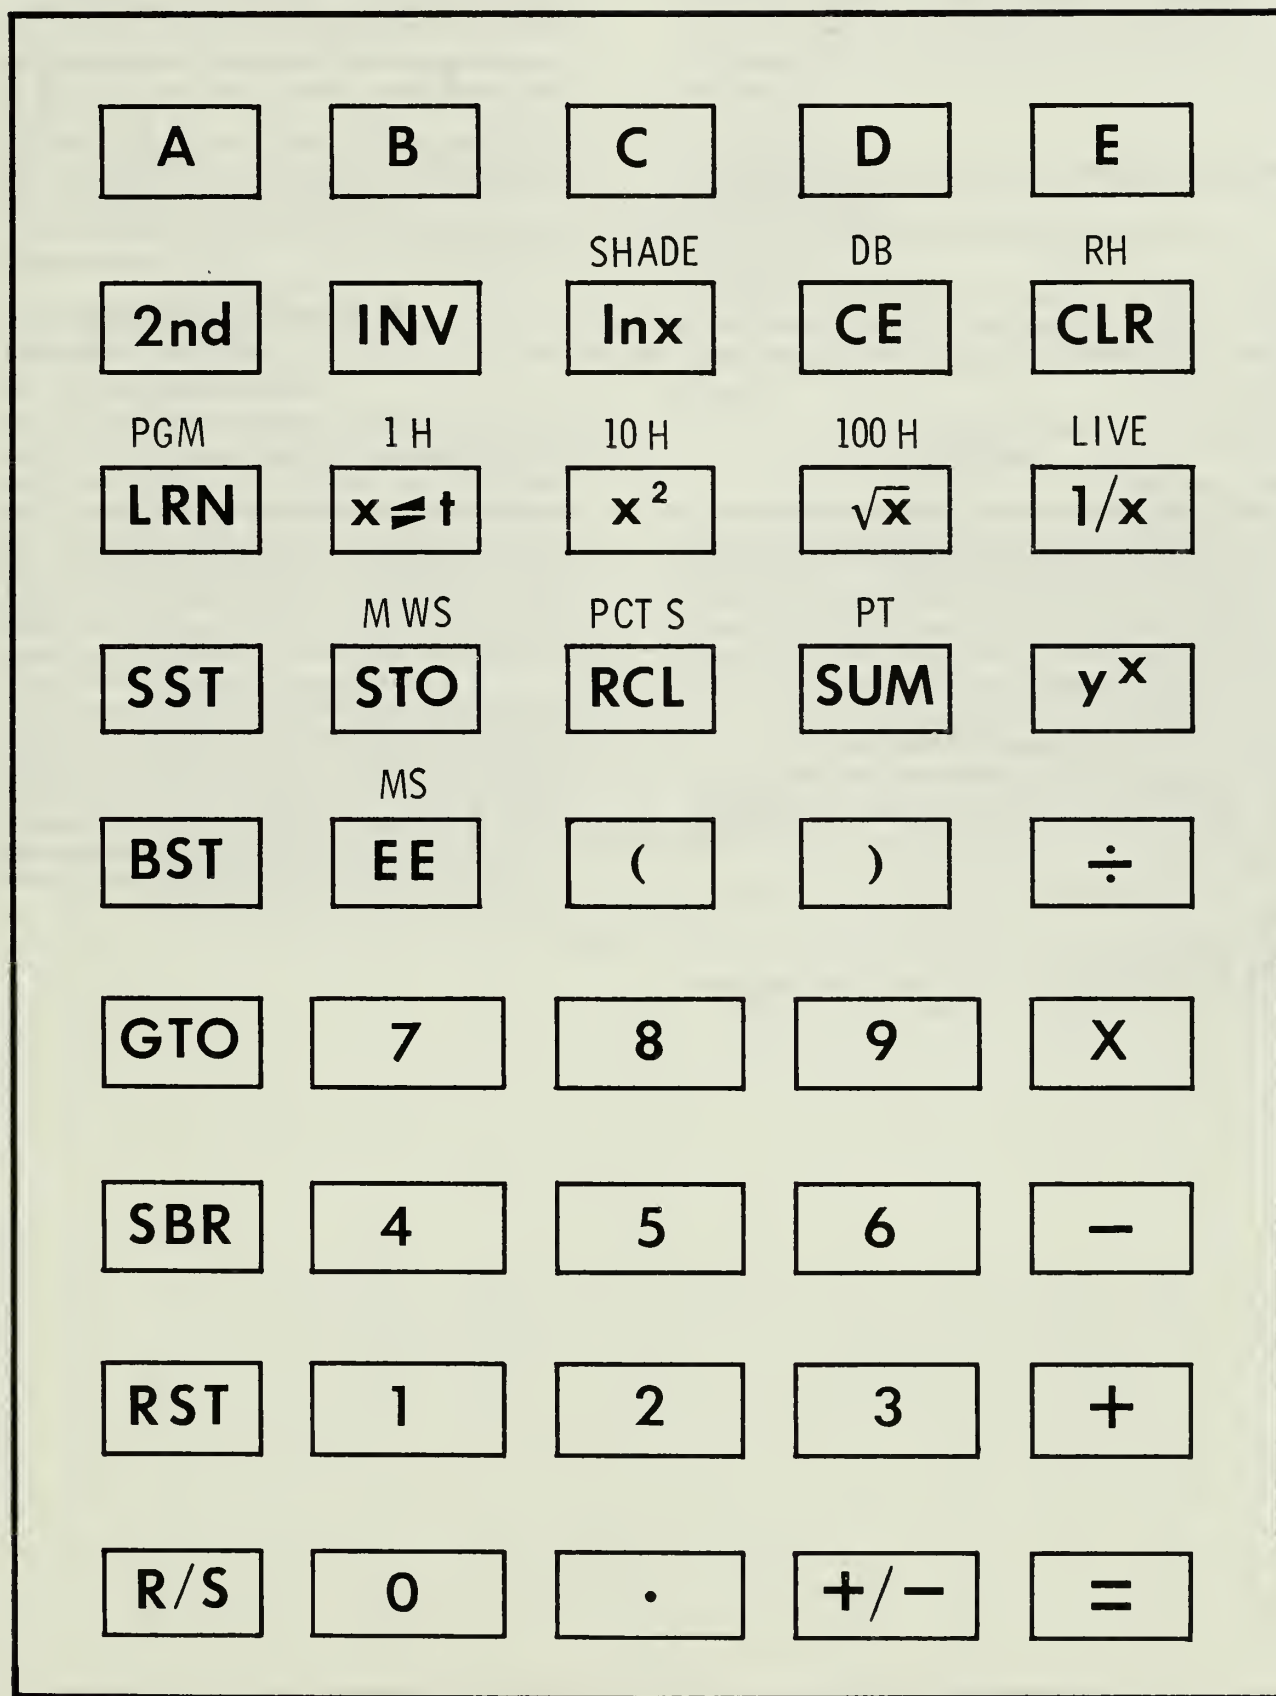 A B C D E
SHADE DB RH
2nd INV lnx CE CLR
PGM 1 H 10 H 100 H LIVE
LRN x⇌t x² √x 1/x
M WS PCT S PT
SST STO RCL SUM yˣ
MS
BST EE ( ) ÷
GTO 7 8 9 X
SBR 4 5 6 −
RST 1 2 3 +
R/S 0 . +/− =